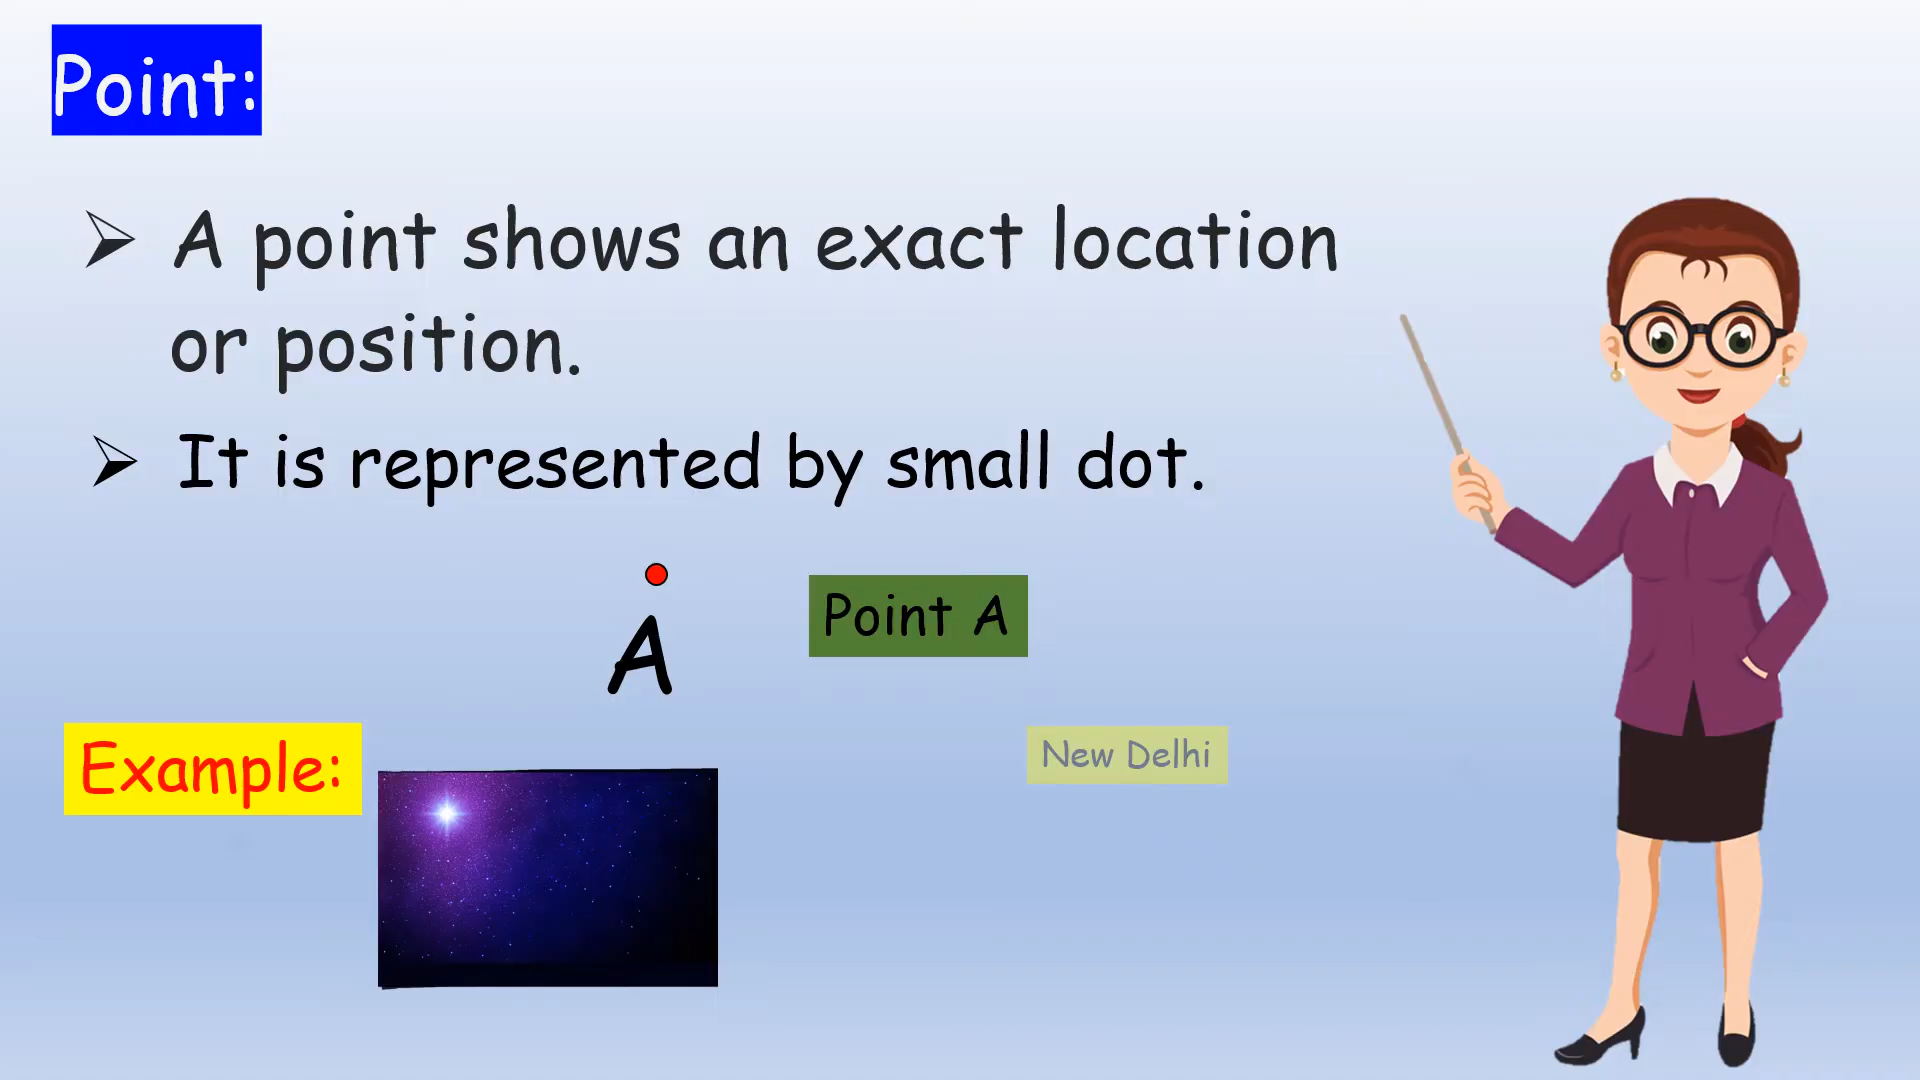 Point:
A point shows an exact location
or position.
It is represented by small dot.
A
Point A
Example:
New Delhi